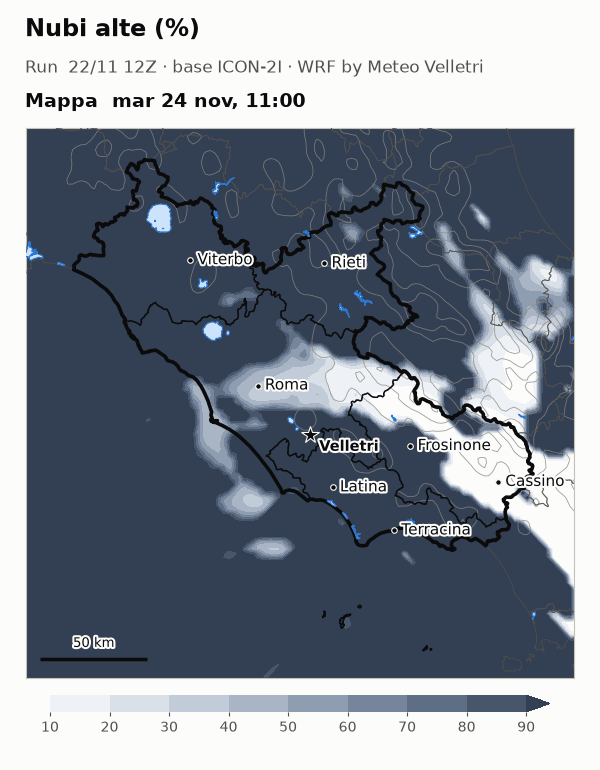 Nubi alte (%)
Run  22/11 12Z · base ICON-2I · WRF by Meteo Velletri
Mappa  mar 24 nov, 11:00
Viterbo
Rieti
Roma
Velletri
Frosinone
Cassino
Latina
Terracina
50 km
10 20 30 40 50 60 70 80 90